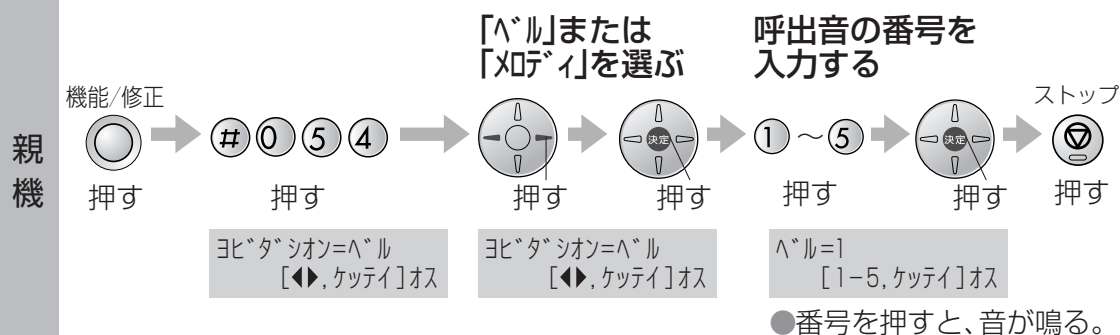 親機
機能/修正
押す
#054
押す
ヨビダシオン=ベル
[◀▶,ケッテイ]オス
「ベル」または
「メロディ」を選ぶ
押す
決定
押す
ヨビダシオン=ベル
[◀▶,ケッテイ]オス
呼出音の番号を
入力する
1~5
押す
決定
押す
ベル=1
[1-5,ケッテイ]オス
●番号を押すと、音が鳴る。
ストップ
押す